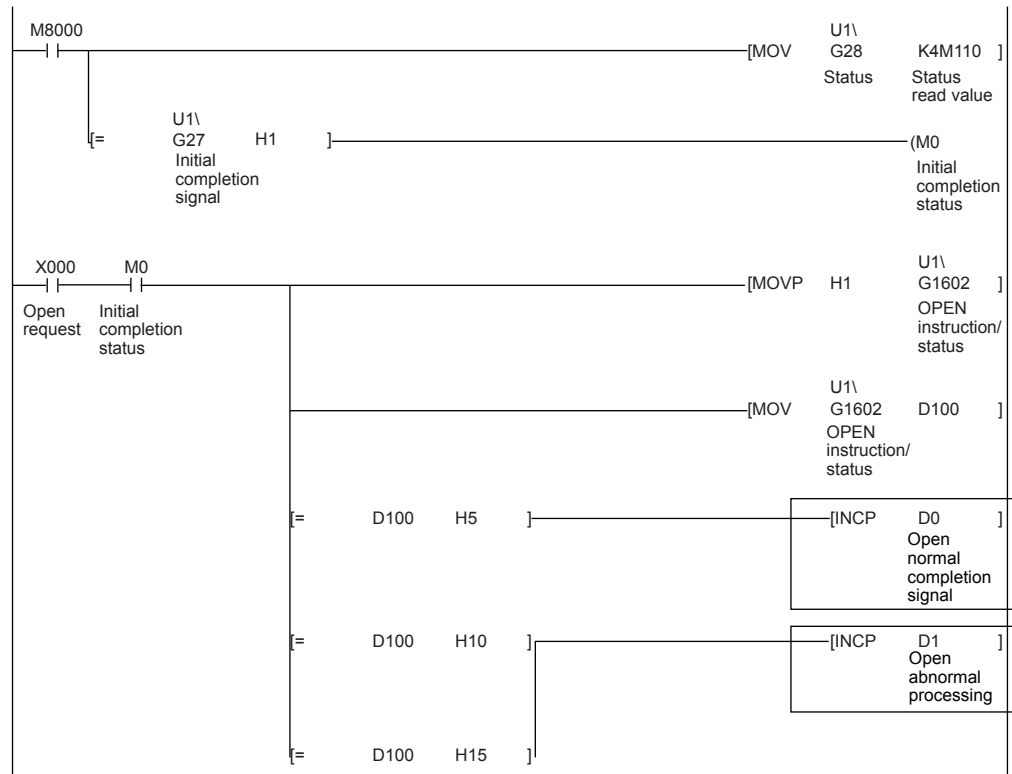 M8000
[MOV U1\ G28 K4M110 ]
Status Status
read value
[= U1\ G27 H1 ]
Initial
completion
signal
(M0
Initial
completion
status
X000 M0
Open
request
Initial
completion
status
[MOVP H1 U1\ G1602 ]
OPEN
instruction/
status
[MOV U1\ G1602 D100 ]
OPEN
instruction/
status
[= D100 H5 ]
[INCP D0 ]
Open
normal
completion
signal
[= D100 H10 ]
[INCP D1 ]
Open
abnormal
processing
[= D100 H15 ]